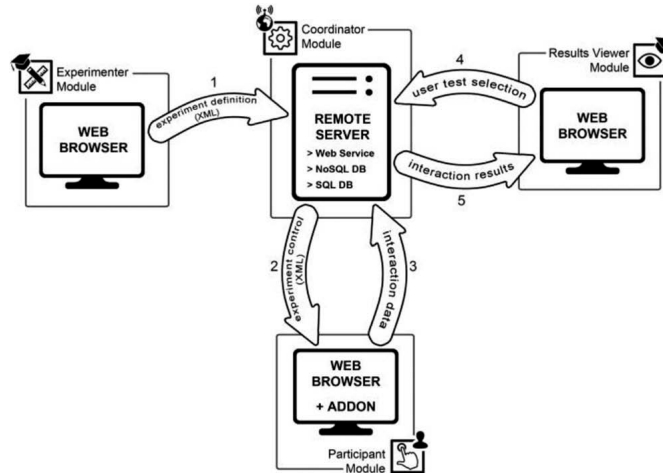 Coordinator
Module
Experimenter
Module
Results Viewer
Module
1
experiment definition
(XML)
4
user test selection
WEB
BROWSER
REMOTE
SERVER
> Web Service
> NoSQL DB
> SQL DB
WEB
BROWSER
interaction results
5
2
experiment control
(XML)
3
interaction data
WEB
BROWSER
+ ADDON
Participant
Module